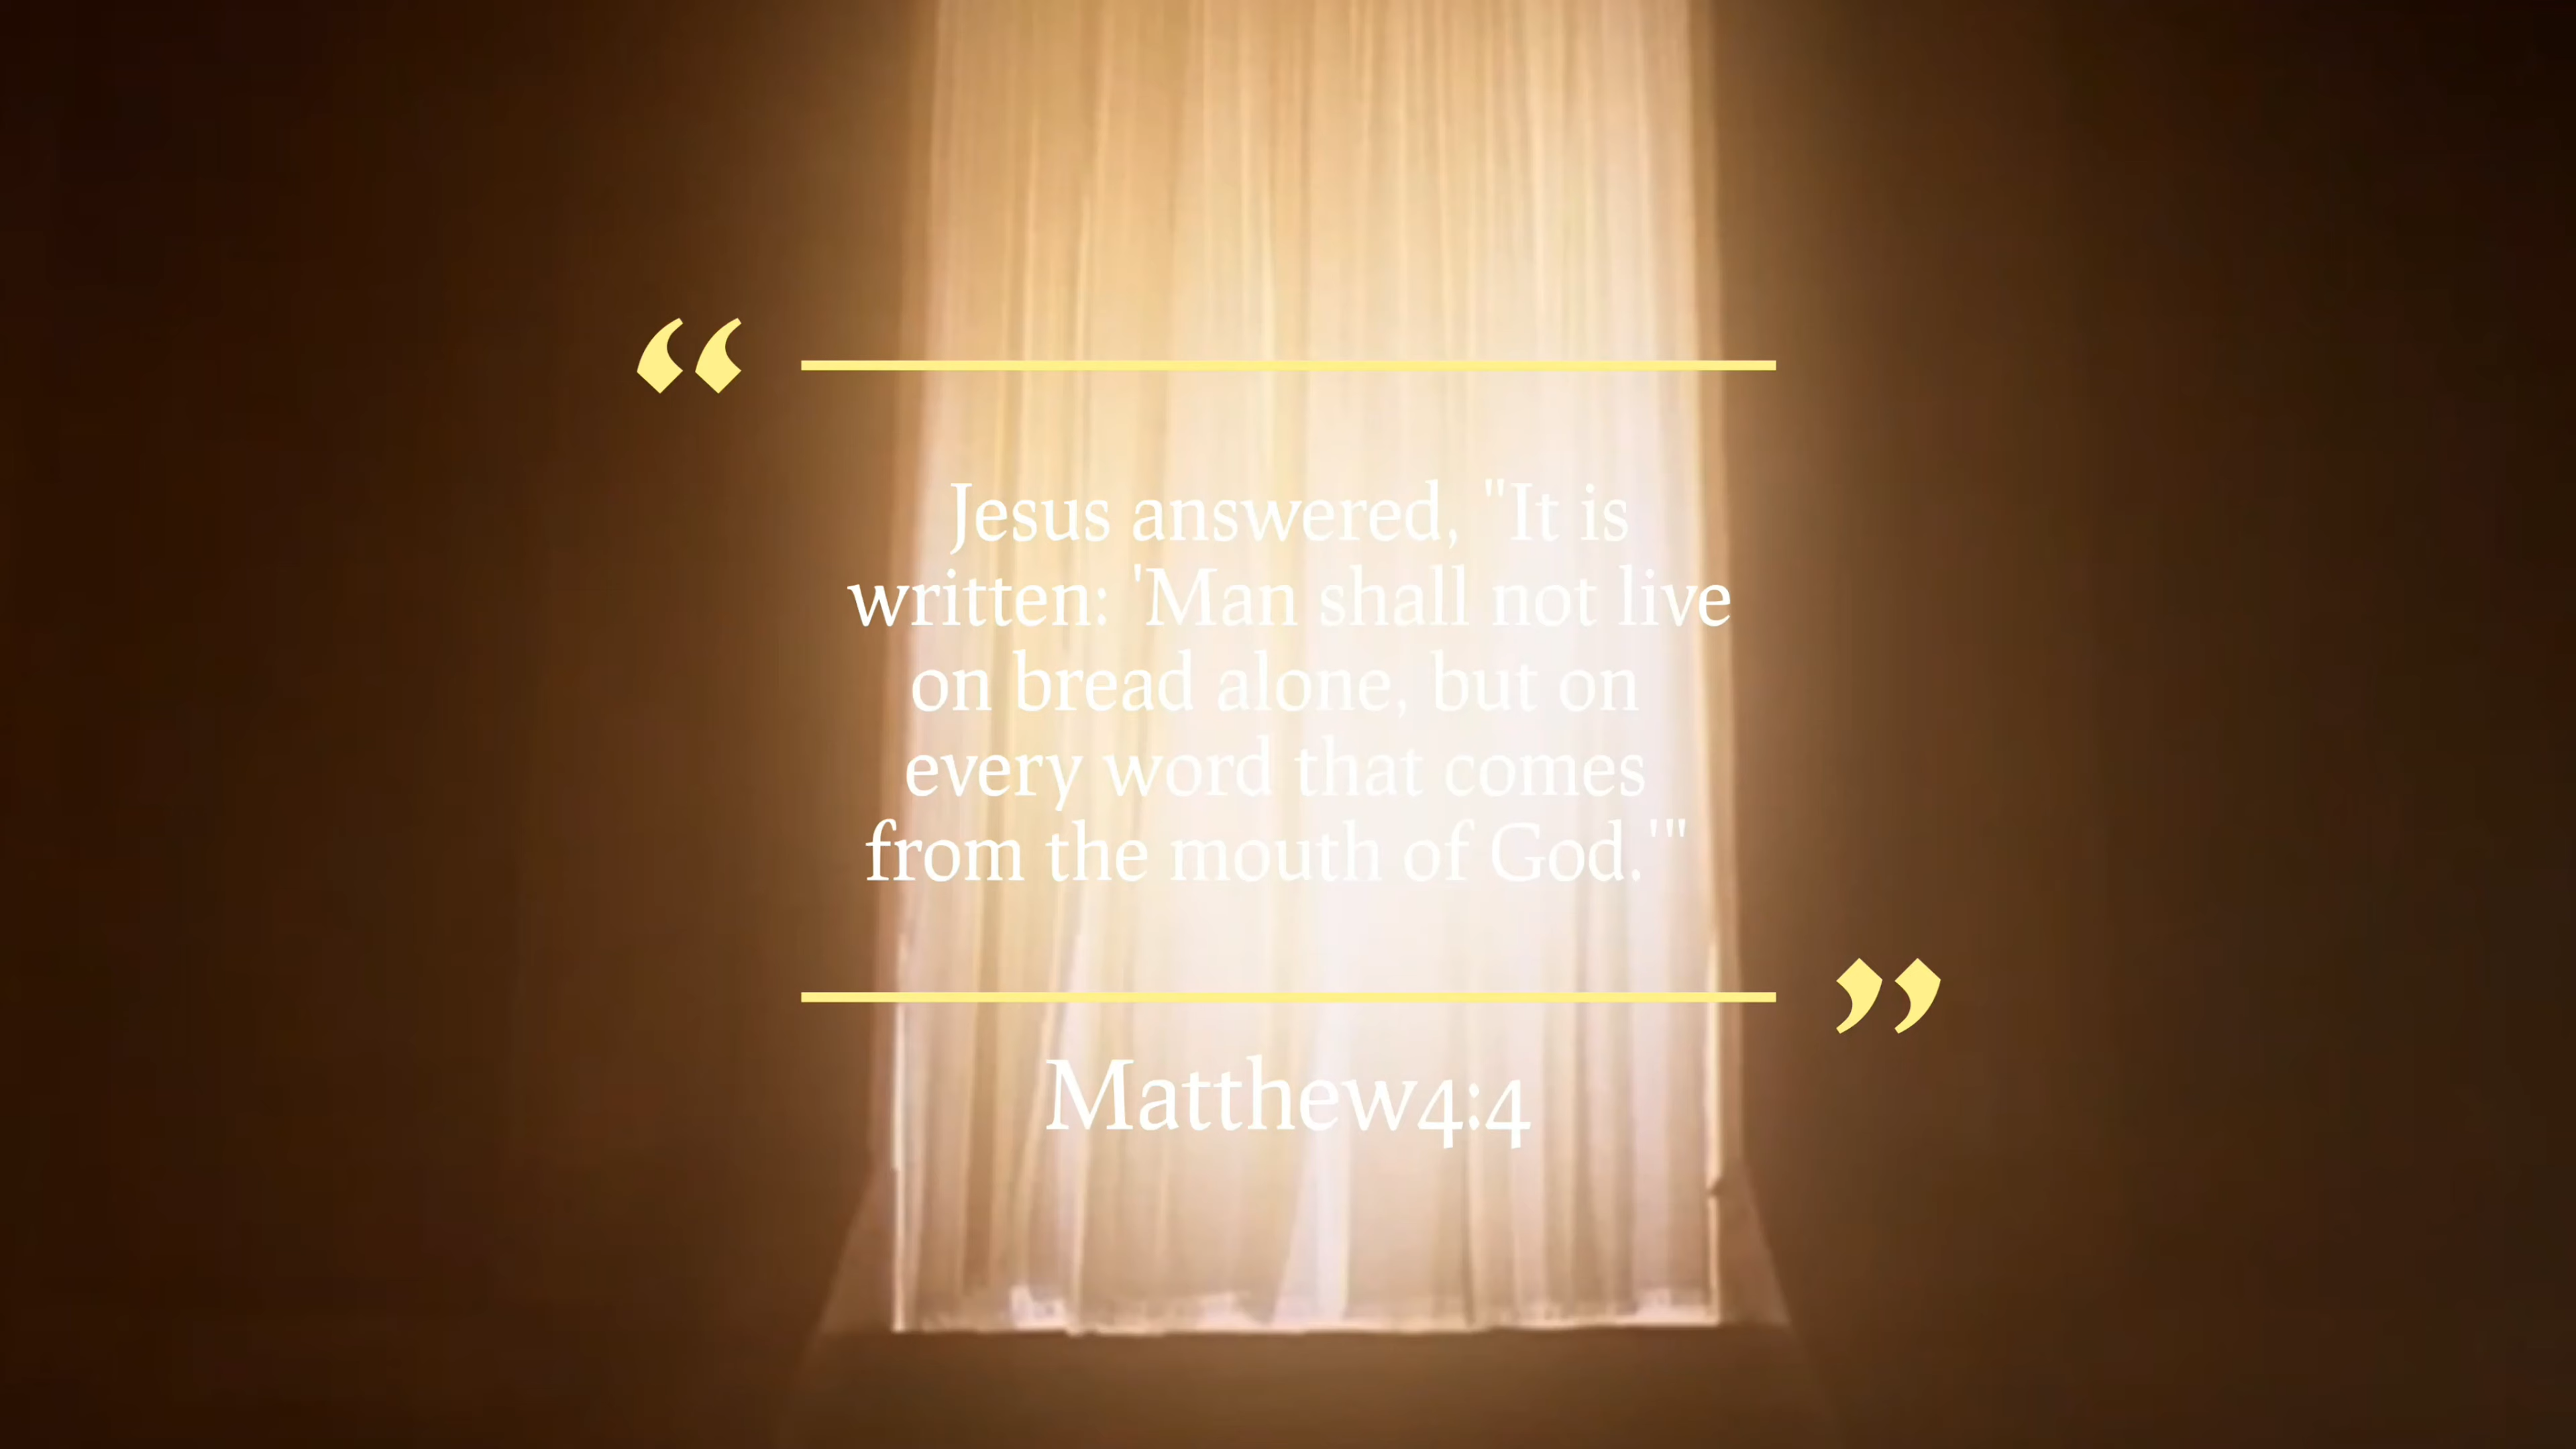 “
Jesus answered, "It is
written: 'Man shall not live
on bread alone, but on
every word that comes
from the mouth of God.'"
”
Matthew4:4